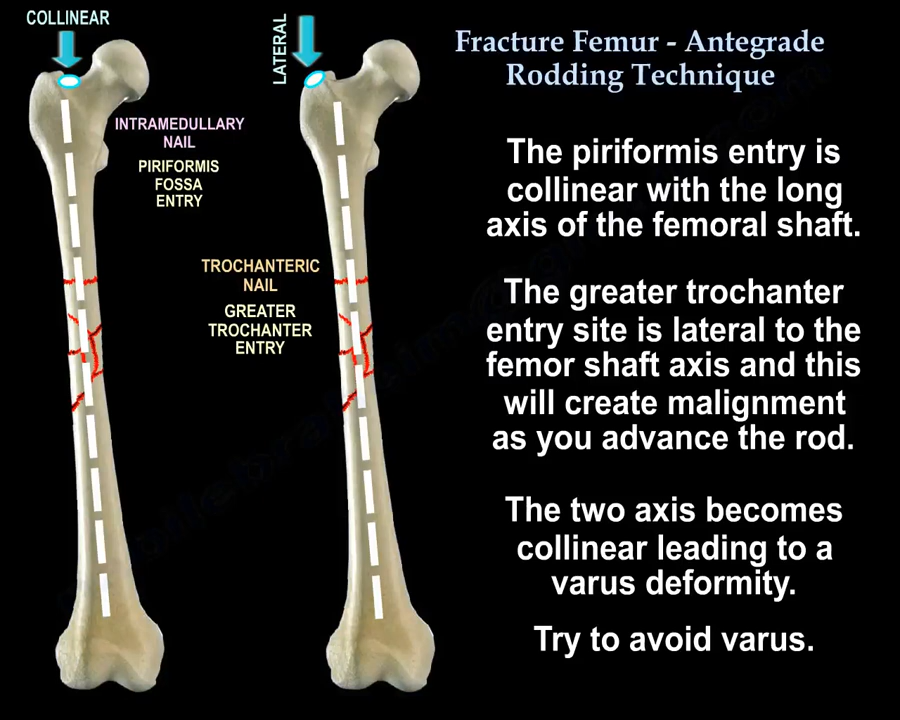 COLLINEAR
LATERAL
Fracture Femur - Antegrade
Rodding Technique
INTRAMEDULLARY
NAIL
PIRIFORMIS
FOSSA
ENTRY
TROCHANTERIC
NAIL
GREATER
TROCHANTER
ENTRY
The piriformis entry is
collinear with the long
axis of the femoral shaft.
The greater trochanter
entry site is lateral to the
femor shaft axis and this
will create malignment
as you advance the rod.
The two axis becomes
collinear leading to a
varus deformity.
Try to avoid varus.